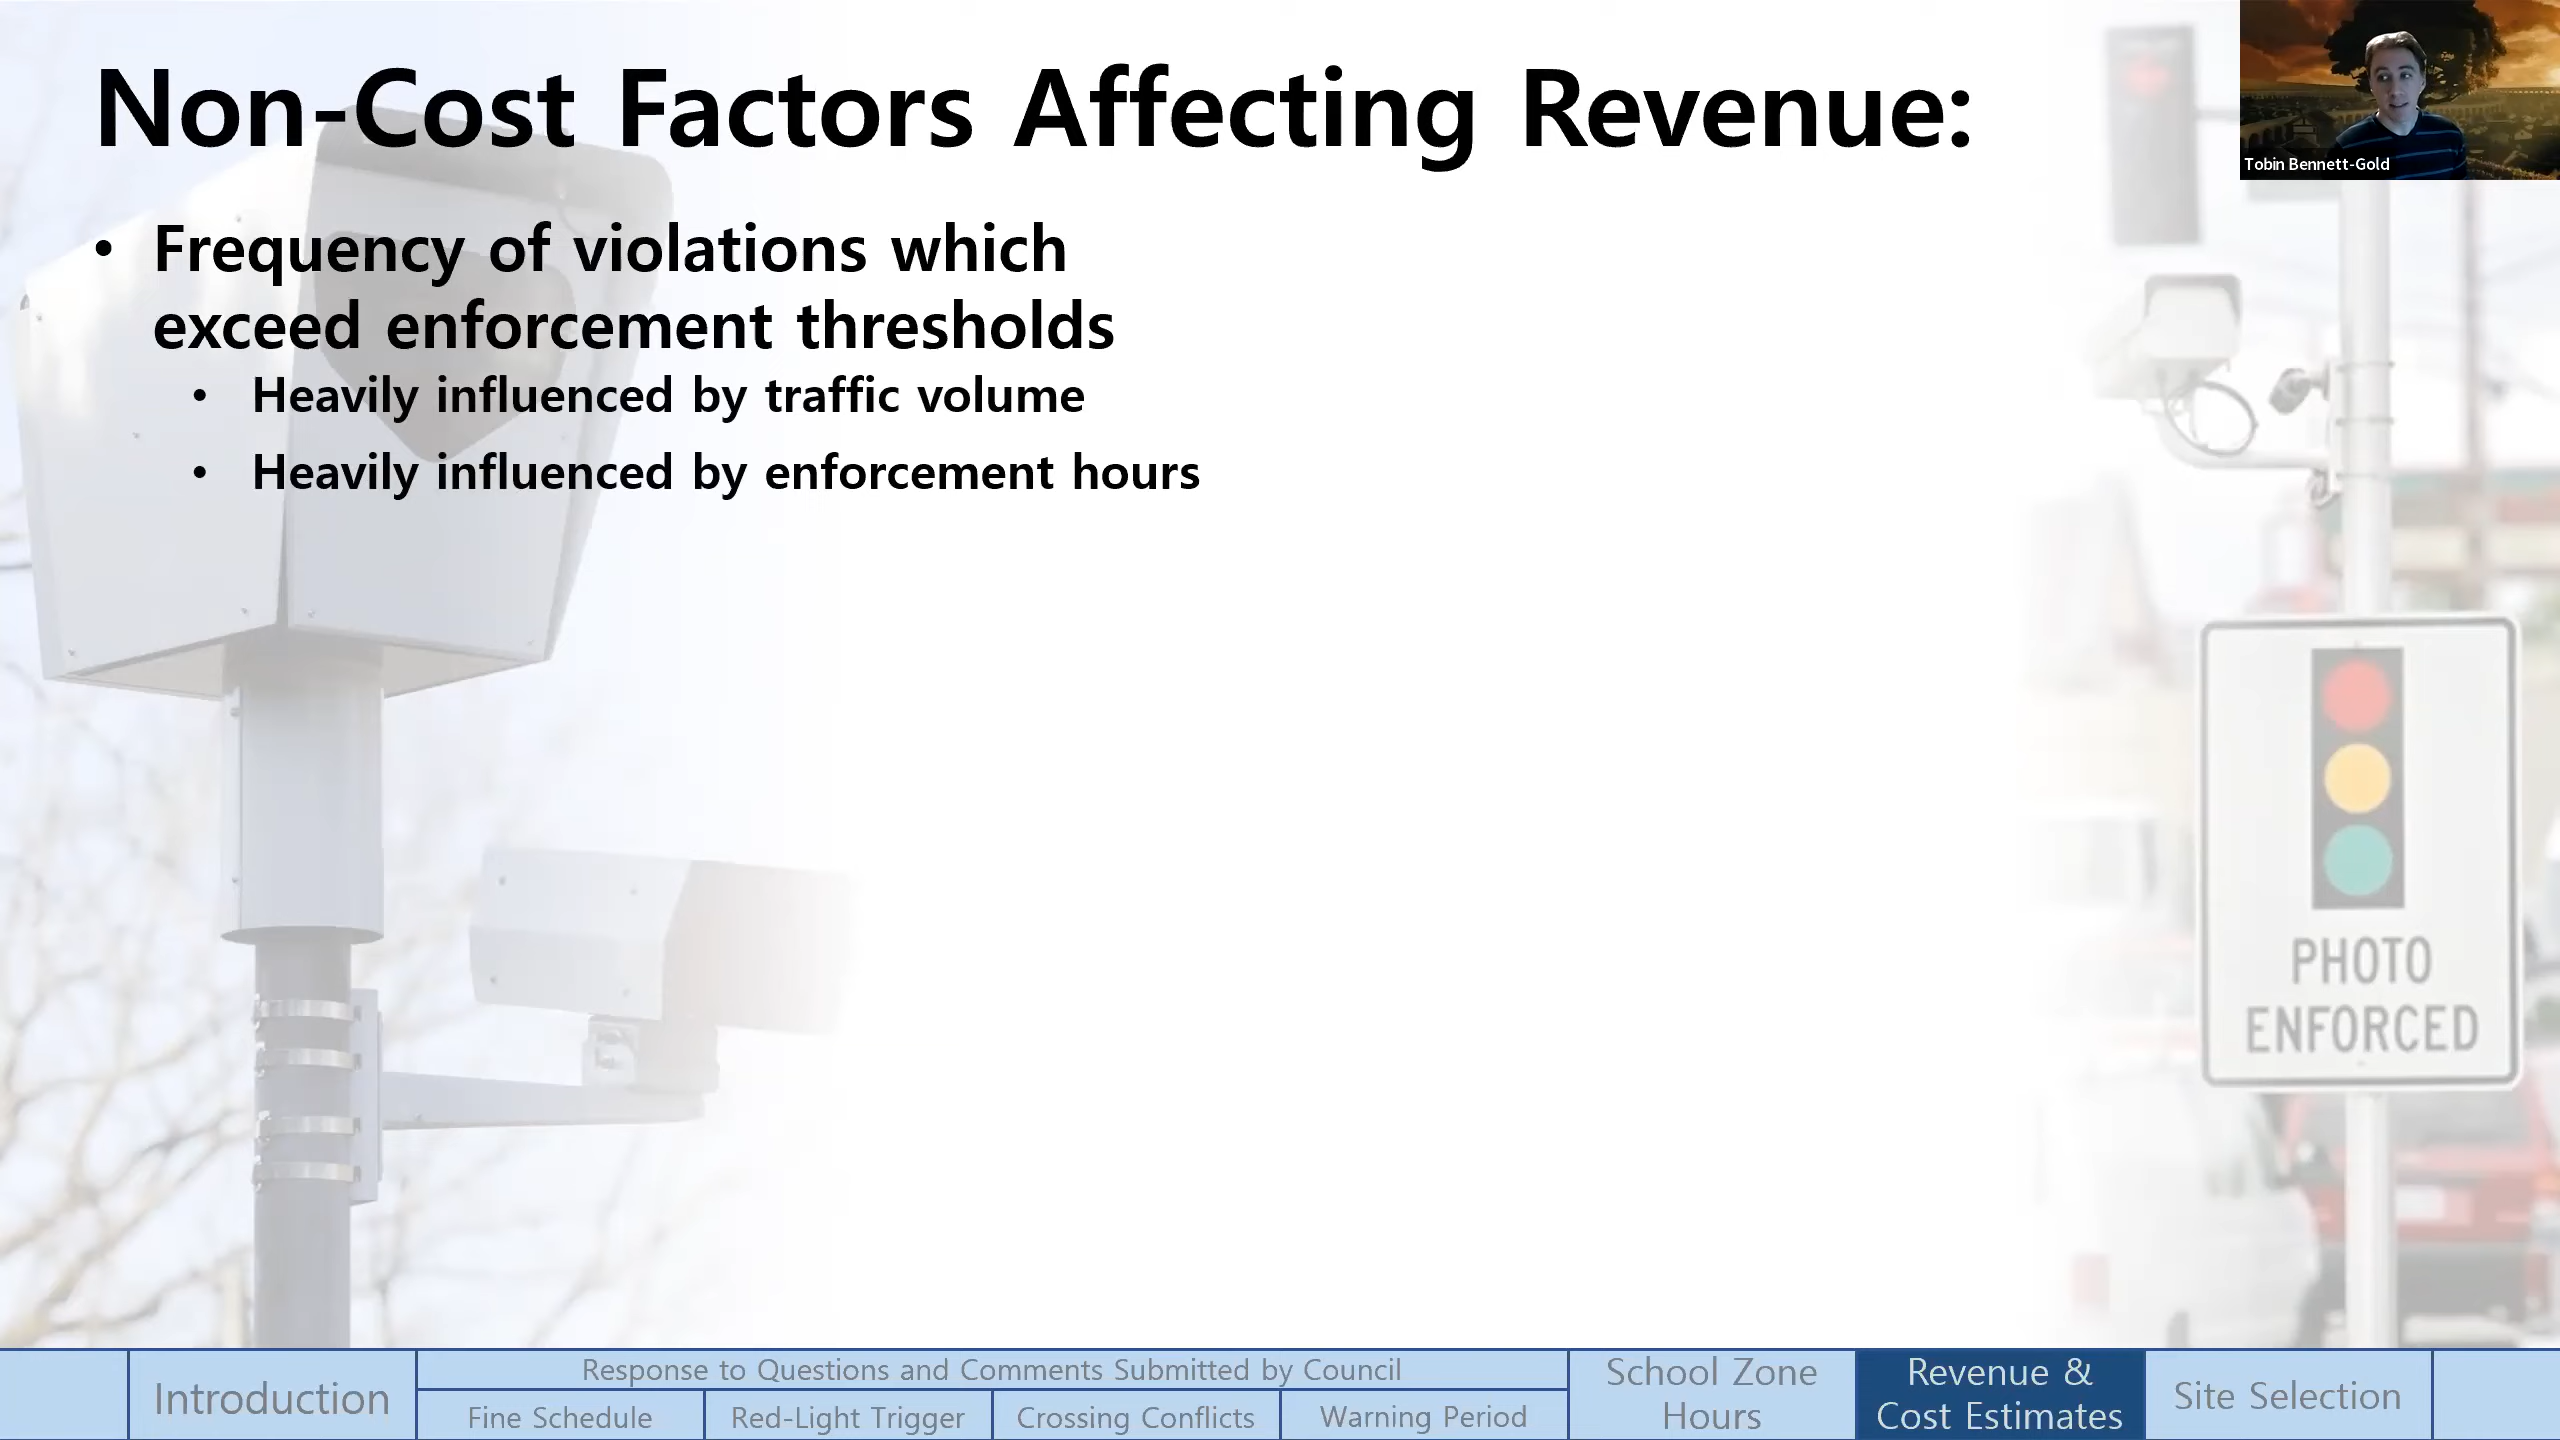 Non-Cost Factors Affecting Revenue:
Tobin Bennett-Gold
• Frequency of violations which
exceed enforcement thresholds
• Heavily influenced by traffic volume
• Heavily influenced by enforcement hours
PHOTO
ENFORCED
Introduction
Response to Questions and Comments Submitted by Council
Fine Schedule
Red-Light Trigger
Crossing Conflicts
Warning Period
School Zone
Hours
Revenue &
Cost Estimates
Site Selection